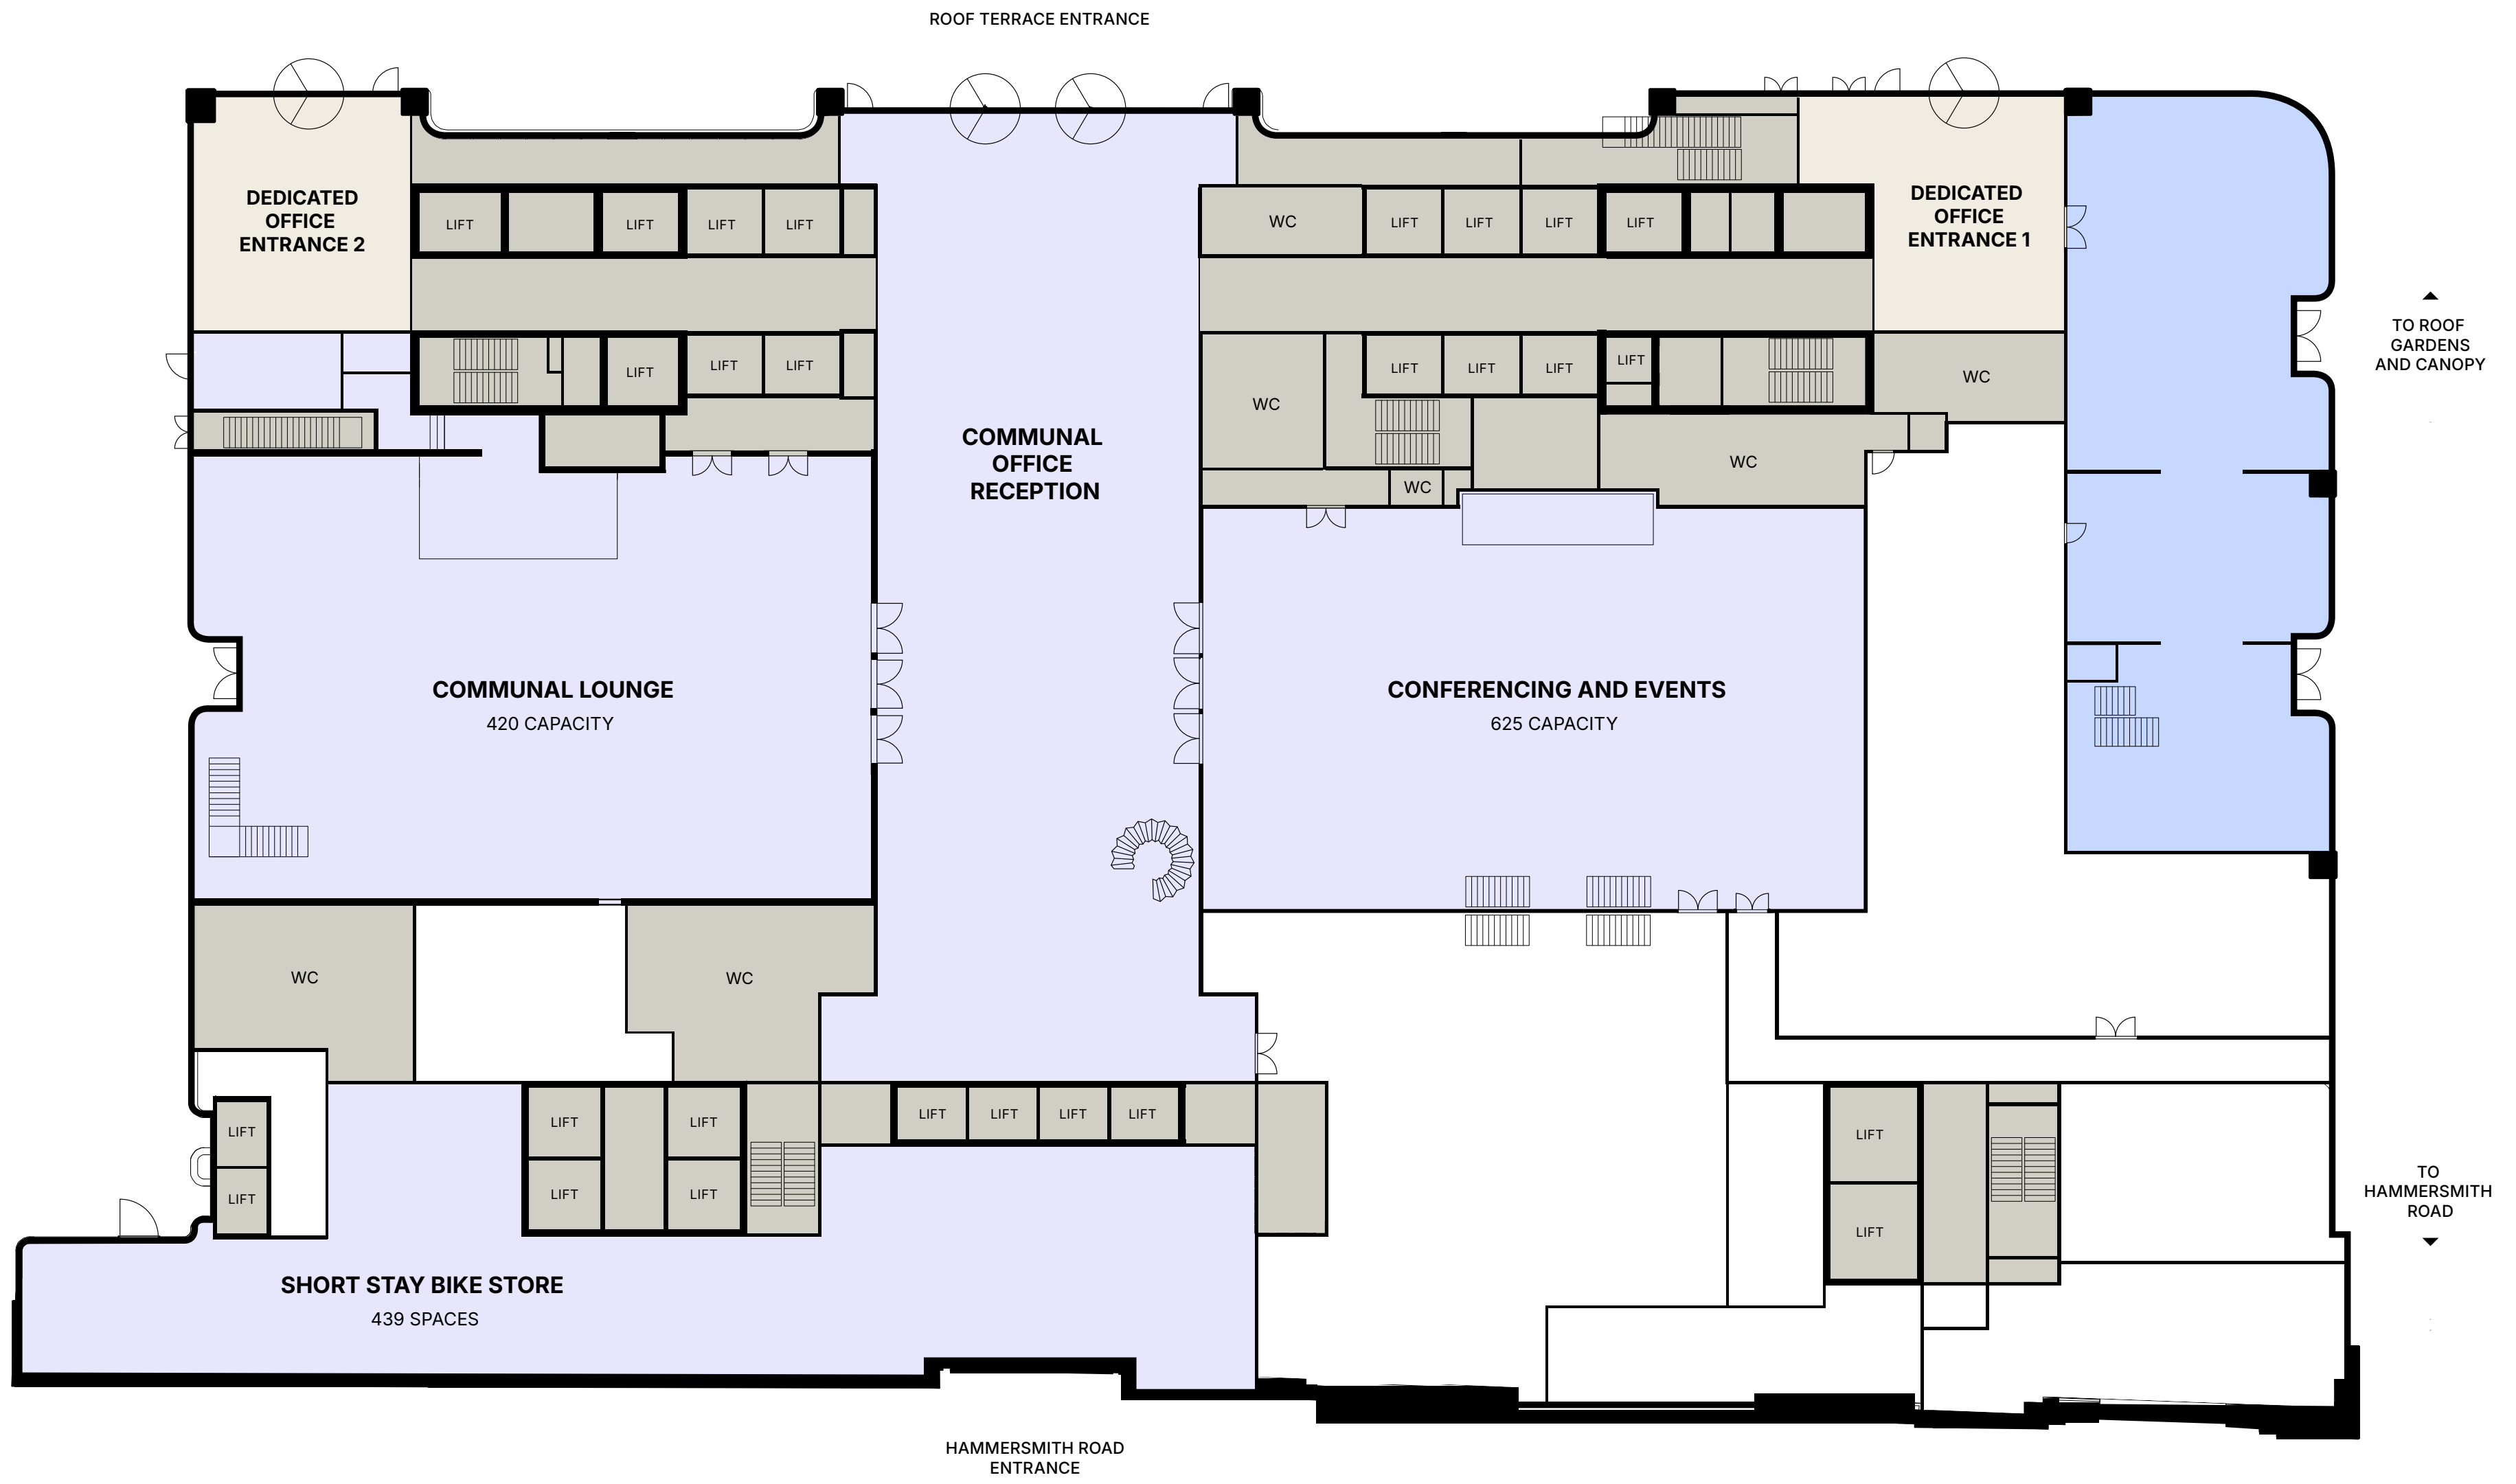 ROOF TERRACE ENTRANCE
DEDICATED
OFFICE
ENTRANCE 2
LIFT
LIFT
LIFT
LIFT
WC
LIFT
LIFT
LIFT
LIFT
DEDICATED
OFFICE
ENTRANCE 1
TO ROOF
GARDENS
AND CANOPY
LIFT
LIFT
LIFT
WC
LIFT
LIFT
LIFT
LIFT
WC
WC
WC
COMMUNAL
OFFICE
RECEPTION
COMMUNAL LOUNGE
420 CAPACITY
CONFERENCING AND EVENTS
625 CAPACITY
WC
WC
LIFT
LIFT
LIFT
LIFT
LIFT
LIFT
LIFT
LIFT
LIFT
LIFT
LIFT
LIFT
TO
HAMMERSMITH
ROAD
SHORT STAY BIKE STORE
439 SPACES
HAMMERSMITH ROAD
ENTRANCE